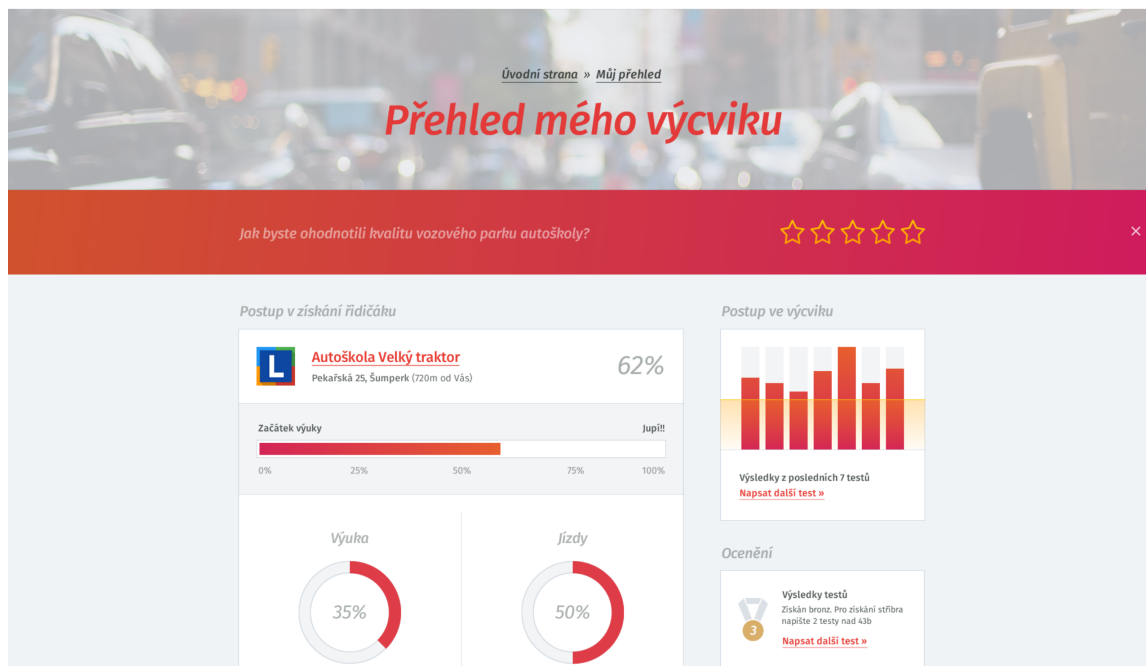 Úvodní strana » Můj přehled
Přehled mého výcviku
Jak byste ohodnotili kvalitu vozového parku autoškoly?
×
Postup v získání řidičáku
L
Autoškola Velký traktor
Pekařská 25, Šumperk (720m od Vás)
62%
Začátek výuky
Jupí!!
0% 25% 50% 75% 100%
Výuka
35%
Jízdy
50%
Postup ve výcviku
Výsledky z posledních 7 testů
Napsat další test »
Ocenění
3
Výsledky testů
Získán bronz. Pro získání stříbra
napište 2 testy nad 43b
Napsat další test »